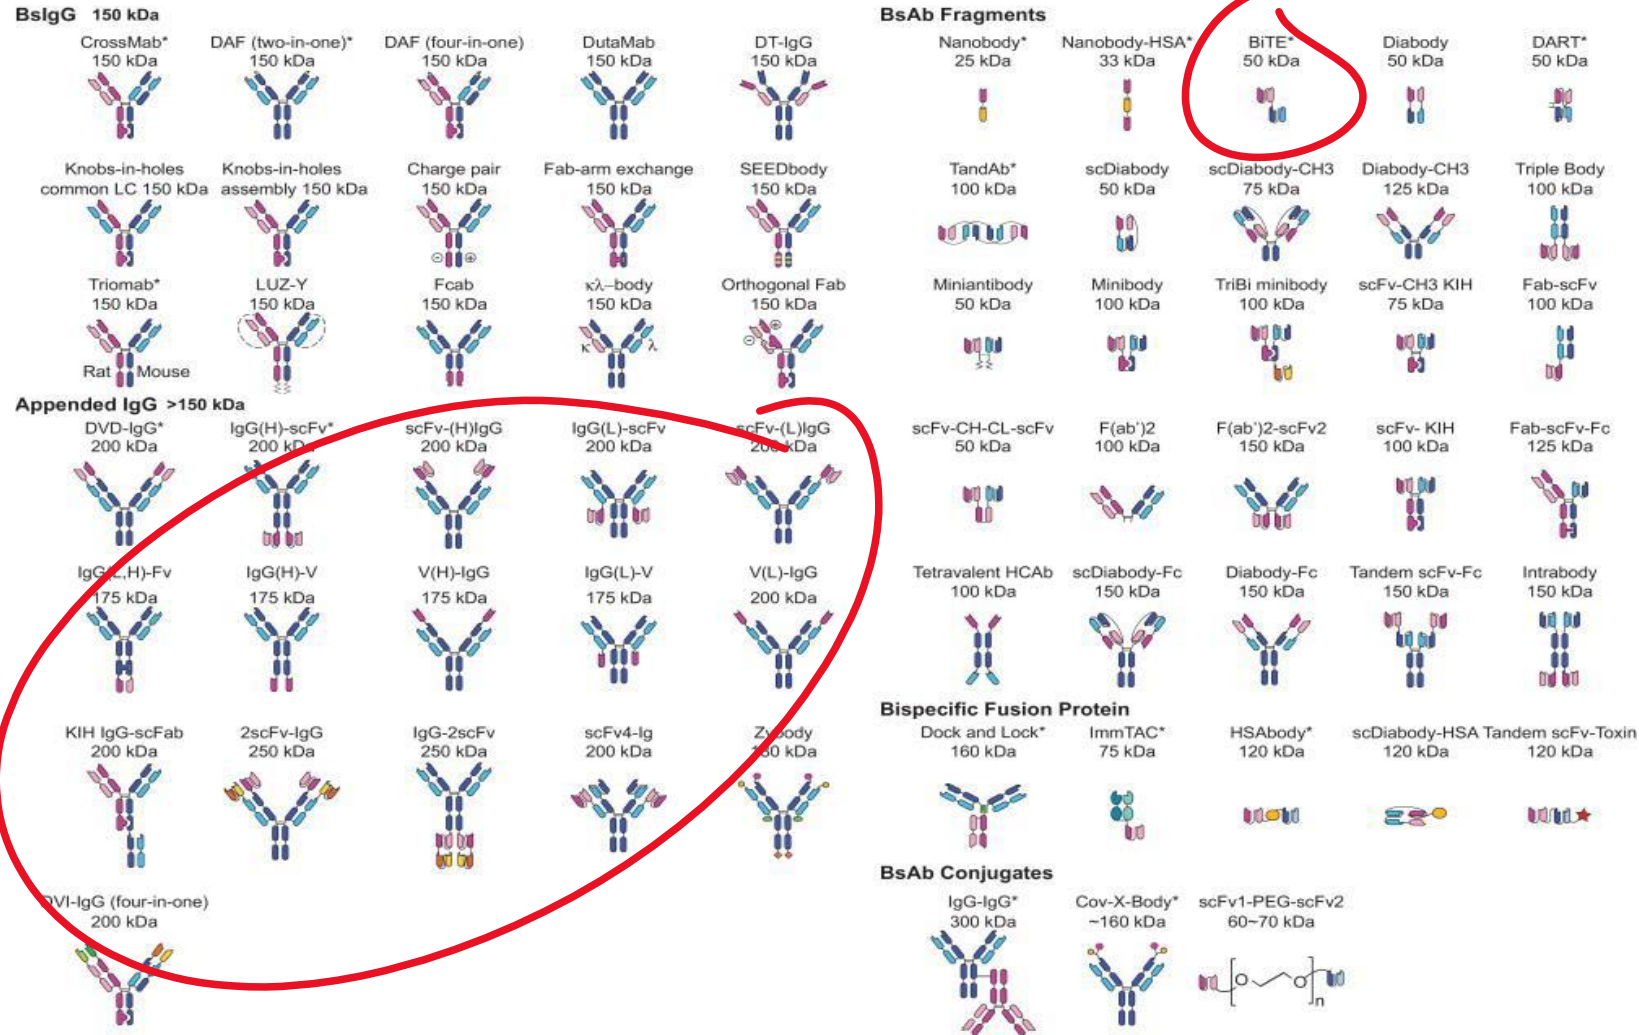 BsIgG 150 kDa
CrossMab* DAF (two-in-one)* DAF (four-in-one) DutaMab DT-IgG
150 kDa 150 kDa 150 kDa 150 kDa 150 kDa
Knobs-in-holes Knobs-in-holes Charge pair Fab-arm exchange SEEDbody
common LC 150 kDa assembly 150 kDa 150 kDa 150 kDa 150 kDa
⊖ ⊕
Triomab* LUZ-Y Fcab κλ–body Orthogonal Fab
150 kDa 150 kDa 150 kDa 150 kDa 150 kDa
⊕
⊖
κ λ
Rat Mouse
Appended IgG >150 kDa
DVD-IgG* IgG(H)-scFv* scFv-(H)IgG IgG(L)-scFv scFv-(L)IgG
200 kDa 200 kDa 200 kDa 200 kDa 200 kDa
IgG(L,H)-Fv IgG(H)-V V(H)-IgG IgG(L)-V V(L)-IgG
175 kDa 175 kDa 175 kDa 175 kDa 200 kDa
KIH IgG-scFab 2scFv-IgG IgG-2scFv scFv4-Ig Zybody
200 kDa 250 kDa 250 kDa 200 kDa kDa
DVI-IgG (four-in-one)
200 kDa
BsAb Fragments
Nanobody* Nanobody-HSA* BiTE* Diabody DART*
25 kDa 33 kDa 50 kDa 50 kDa 50 kDa
TandAb* scDiabody scDiabody-CH3 Diabody-CH3 Triple Body
100 kDa 50 kDa 75 kDa 125 kDa 100 kDa
Miniantibody Minibody TriBi minibody scFv-CH3 KIH Fab-scFv
50 kDa 100 kDa 100 kDa 75 kDa 100 kDa
scFv-CH-CL-scFv F(ab')2 F(ab')2-scFv2 scFv- KIH Fab-scFv-Fc
50 kDa 100 kDa 150 kDa 100 kDa 125 kDa
Tetravalent HCAb scDiabody-Fc Diabody-Fc Tandem scFv-Fc Intrabody
100 kDa 150 kDa 150 kDa 150 kDa 150 kDa
Bispecific Fusion Protein
Dock and Lock* ImmTAC* HSAbody* scDiabody-HSA Tandem scFv-Toxin
160 kDa 75 kDa 120 kDa 120 kDa 120 kDa
BsAb Conjugates
IgG-IgG* Cov-X-Body* scFv1-PEG-scFv2
300 kDa ~160 kDa 60~70 kDa
O O n